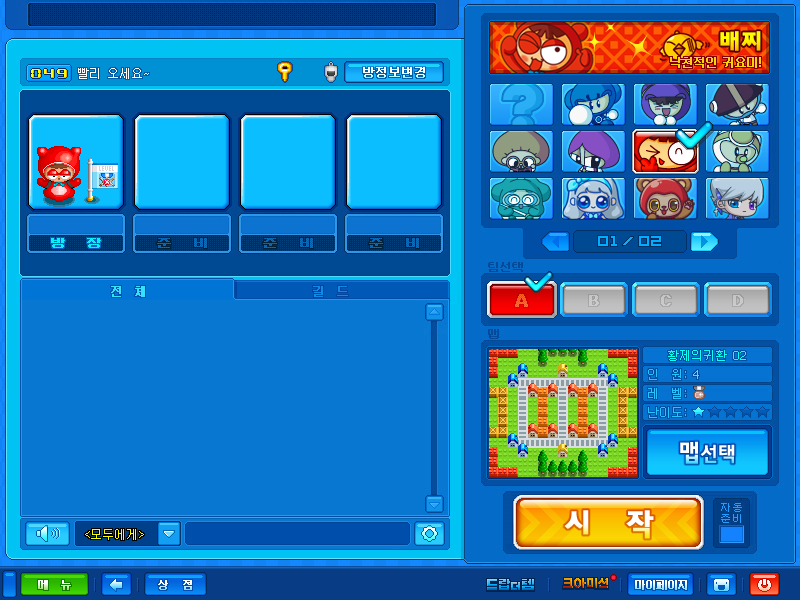 049 빨리 오세요~
방정보변경
방 장
준 비
준 비
준 비
전 체
길 드
<모두에게>
메 뉴
상 점
배찌
낙천적인 귀요미!
01 / 02
팀선택
A
B
C
D
맵
황제의귀환 02
인 원: 4
레 벨:
난이도:
맵선택
시 작
자동
준비
드랍더템
크아미션
마이페이지